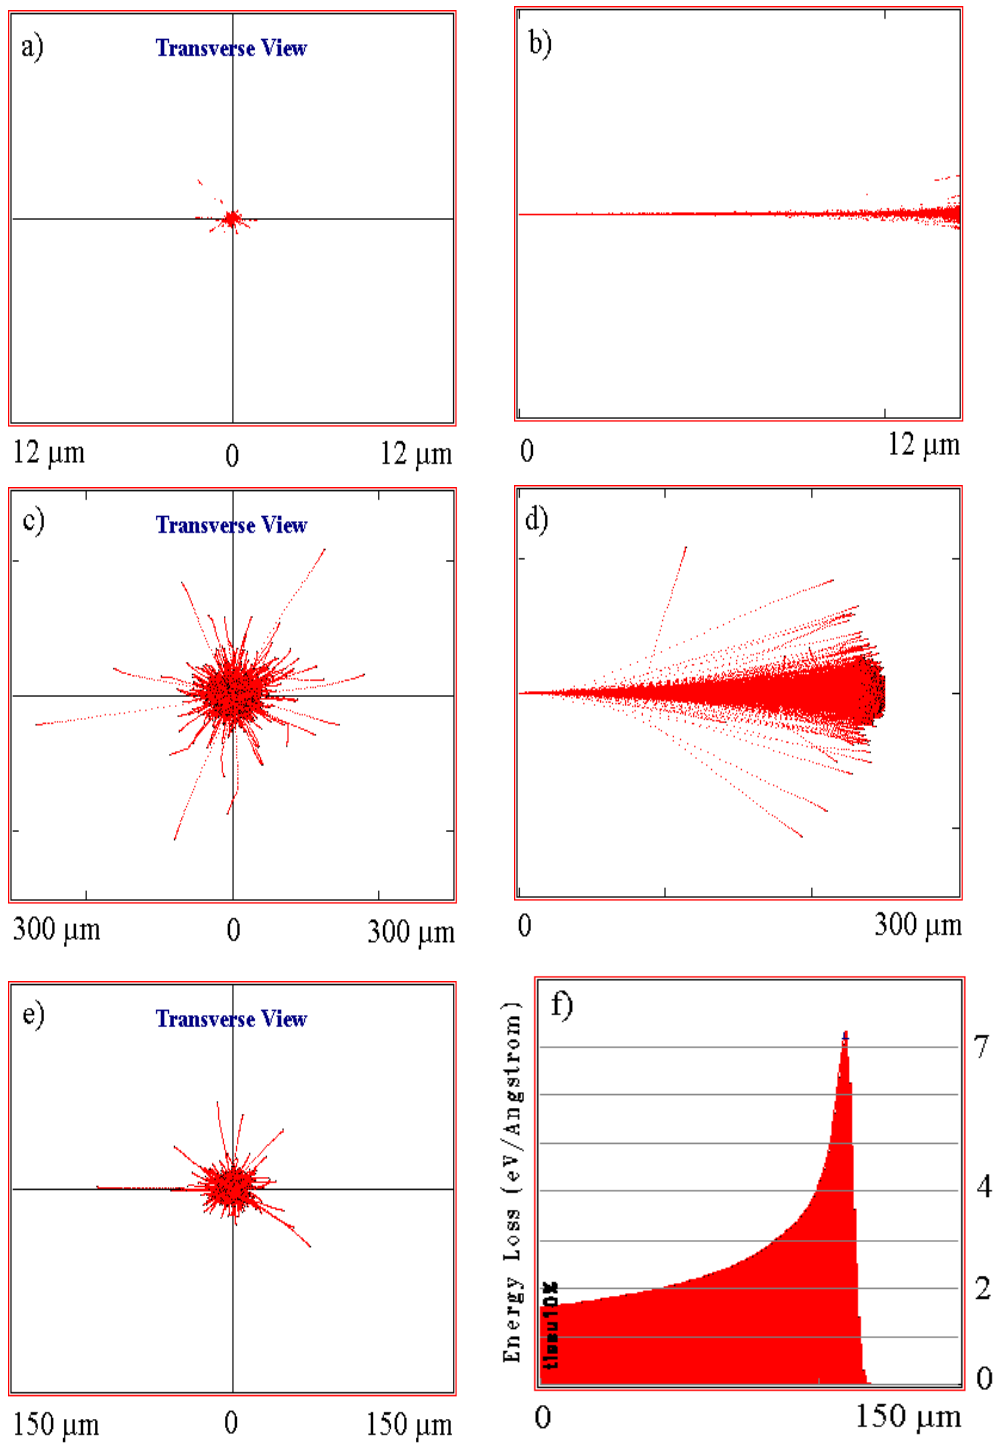 a)
Transverse View
12 µm
0
12 µm
b)
0
12 µm
c)
Transverse View
300 µm
0
300 µm
d)
0
300 µm
e)
Transverse View
150 µm
0
150 µm
f)
Energy Loss (eV/Angstrom)
tissu10%
7
4
2
0
0
150 µm